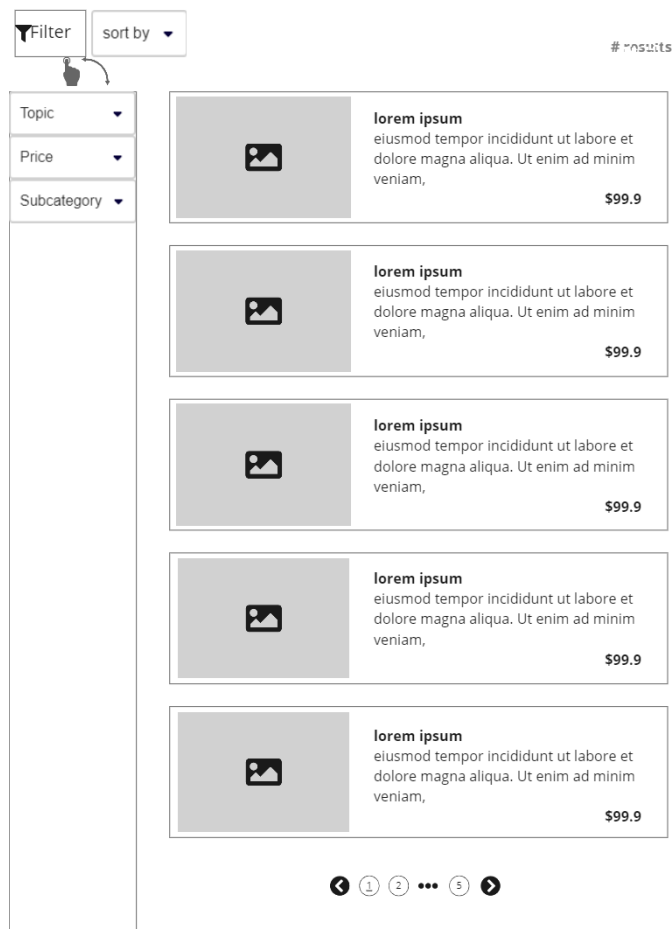 Filter
sort by
# results
Topic
Price
Subcategory
lorem ipsum
eiusmod tempor incididunt ut labore et
dolore magna aliqua. Ut enim ad minim
veniam,
$99.9
lorem ipsum
eiusmod tempor incididunt ut labore et
dolore magna aliqua. Ut enim ad minim
veniam,
$99.9
lorem ipsum
eiusmod tempor incididunt ut labore et
dolore magna aliqua. Ut enim ad minim
veniam,
$99.9
lorem ipsum
eiusmod tempor incididunt ut labore et
dolore magna aliqua. Ut enim ad minim
veniam,
$99.9
lorem ipsum
eiusmod tempor incididunt ut labore et
dolore magna aliqua. Ut enim ad minim
veniam,
$99.9
1 2 ••• 5